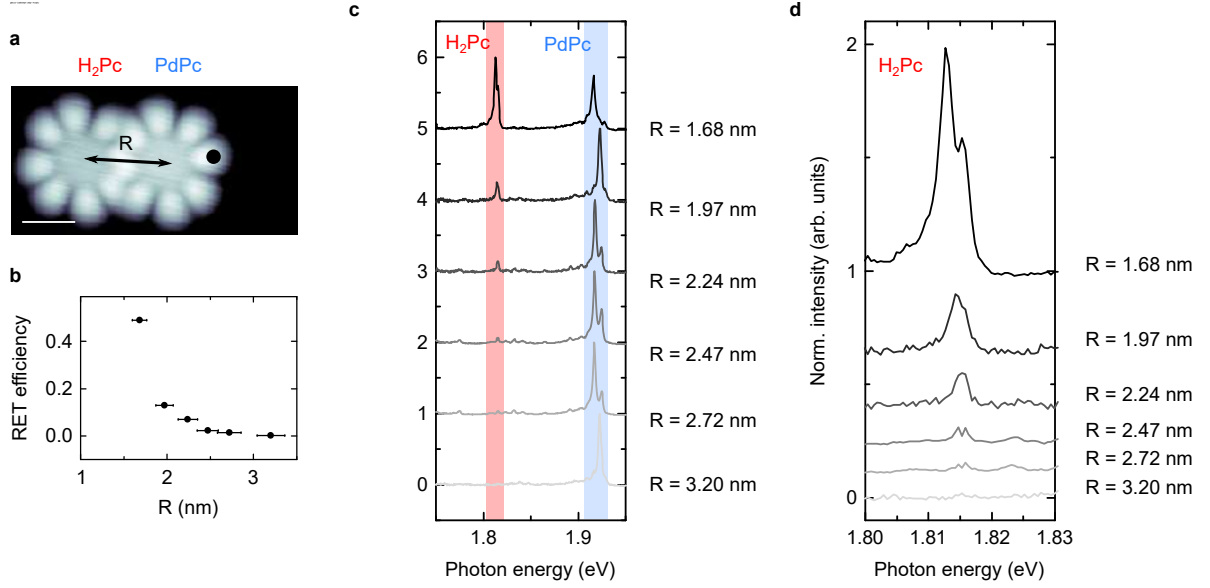 a
H₂Pc PdPc
R
b
RET efficiency
0.4
0.2
0.0
1 2 3
R (nm)
c
H₂Pc PdPc
6
5
4
3
2
1
0
R = 1.68 nm
R = 1.97 nm
R = 2.24 nm
R = 2.47 nm
R = 2.72 nm
R = 3.20 nm
1.8 1.9
Photon energy (eV)
d
H₂Pc
Norm. intensity (arb. units)
2
1
0
R = 1.68 nm
R = 1.97 nm
R = 2.24 nm
R = 2.47 nm
R = 2.72 nm
R = 3.20 nm
1.80 1.81 1.82 1.83
Photon energy (eV)